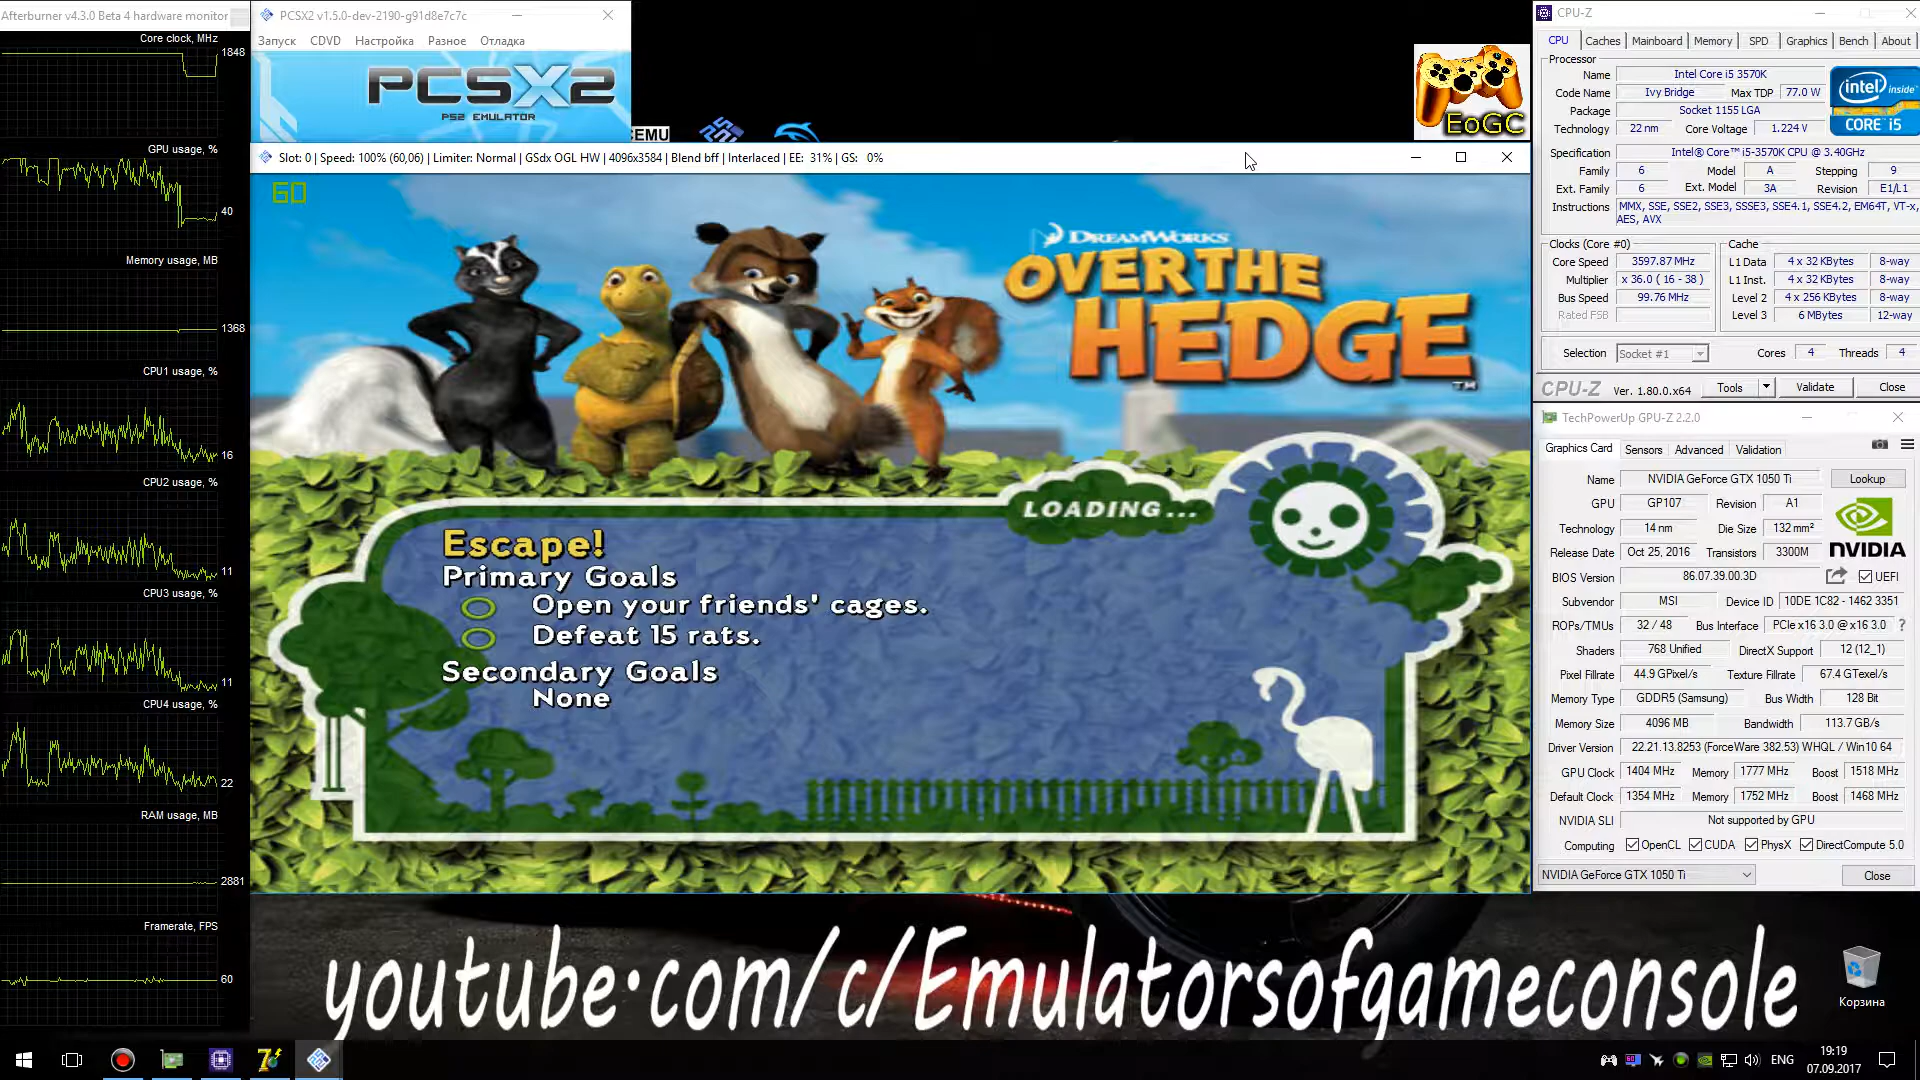 Afterburner v4.3.0 Beta 4 hardware monitor
Core clock, MHz
1848
GPU usage, %
40
Memory usage, MB
1368
CPU1 usage, %
16
CPU2 usage, %
11
CPU3 usage, %
11
CPU4 usage, %
22
RAM usage, MB
2881
Framerate, FPS
60
PCSX2 v1.5.0-dev-2190-g91d8e7c7c
Запуск CDVD Настройка Разное Отладка
PCSX2
PS2 EMULATOR
CEMU
EoGC
Slot: 0 | Speed: 100% (60,06) | Limiter: Normal | GSdx OGL HW | 4096x3584 | Blend bff | Interlaced | EE: 31% | GS: 0%
60
DREAMWORKS
OVER THE
HEDGE
TM
LOADING...
Escape!
Primary Goals
Open your friends' cages.
Defeat 15 rats.
Secondary Goals
None
CPU-Z
CPU Caches Mainboard Memory SPD Graphics Bench About
Processor
Name Intel Core i5 3570K
Code Name Ivy Bridge Max TDP 77.0 W
Package Socket 1155 LGA
Technology 22 nm Core Voltage 1.224 V
intel inside
CORE i5
Specification Intel® Core™ i5-3570K CPU @ 3.40GHz
Family 6 Model A Stepping 9
Ext. Family 6 Ext. Model 3A Revision E1/L1
Instructions MMX, SSE, SSE2, SSE3, SSSE3, SSE4.1, SSE4.2, EM64T, VT-x,
AES, AVX
Clocks (Core #0) Cache
Core Speed 3597.87 MHz L1 Data 4 x 32 KBytes 8-way
Multiplier x 36.0 ( 16 - 38 ) L1 Inst. 4 x 32 KBytes 8-way
Bus Speed 99.76 MHz Level 2 4 x 256 KBytes 8-way
Rated FSB Level 3 6 MBytes 12-way
Selection Socket #1 Cores 4 Threads 4
CPU-Z Ver. 1.80.0.x64 Tools Validate Close
TechPowerUp GPU-Z 2.2.0
Graphics Card Sensors Advanced Validation
Name NVIDIA GeForce GTX 1050 Ti Lookup
GPU GP107 Revision A1
Technology 14 nm Die Size 132 mm²
Release Date Oct 25, 2016 Transistors 3300M
NVIDIA
BIOS Version 86.07.39.00.3D UEFI
Subvendor MSI Device ID 10DE 1C82 - 1462 3351
ROPs/TMUs 32 / 48 Bus Interface PCIe x16 3.0 @ x16 3.0 ?
Shaders 768 Unified DirectX Support 12 (12_1)
Pixel Fillrate 44.9 GPixel/s Texture Fillrate 67.4 GTexel/s
Memory Type GDDR5 (Samsung) Bus Width 128 Bit
Memory Size 4096 MB Bandwidth 113.7 GB/s
Driver Version 22.21.13.8253 (ForceWare 382.53) WHQL / Win10 64
GPU Clock 1404 MHz Memory 1777 MHz Boost 1518 MHz
Default Clock 1354 MHz Memory 1752 MHz Boost 1468 MHz
NVIDIA SLI Not supported by GPU
Computing OpenCL CUDA PhysX DirectCompute 5.0
NVIDIA GeForce GTX 1050 Ti Close
youtube.com/c/Emulatorsofgameconsole
Корзина
ENG
19:19
07.09.2017